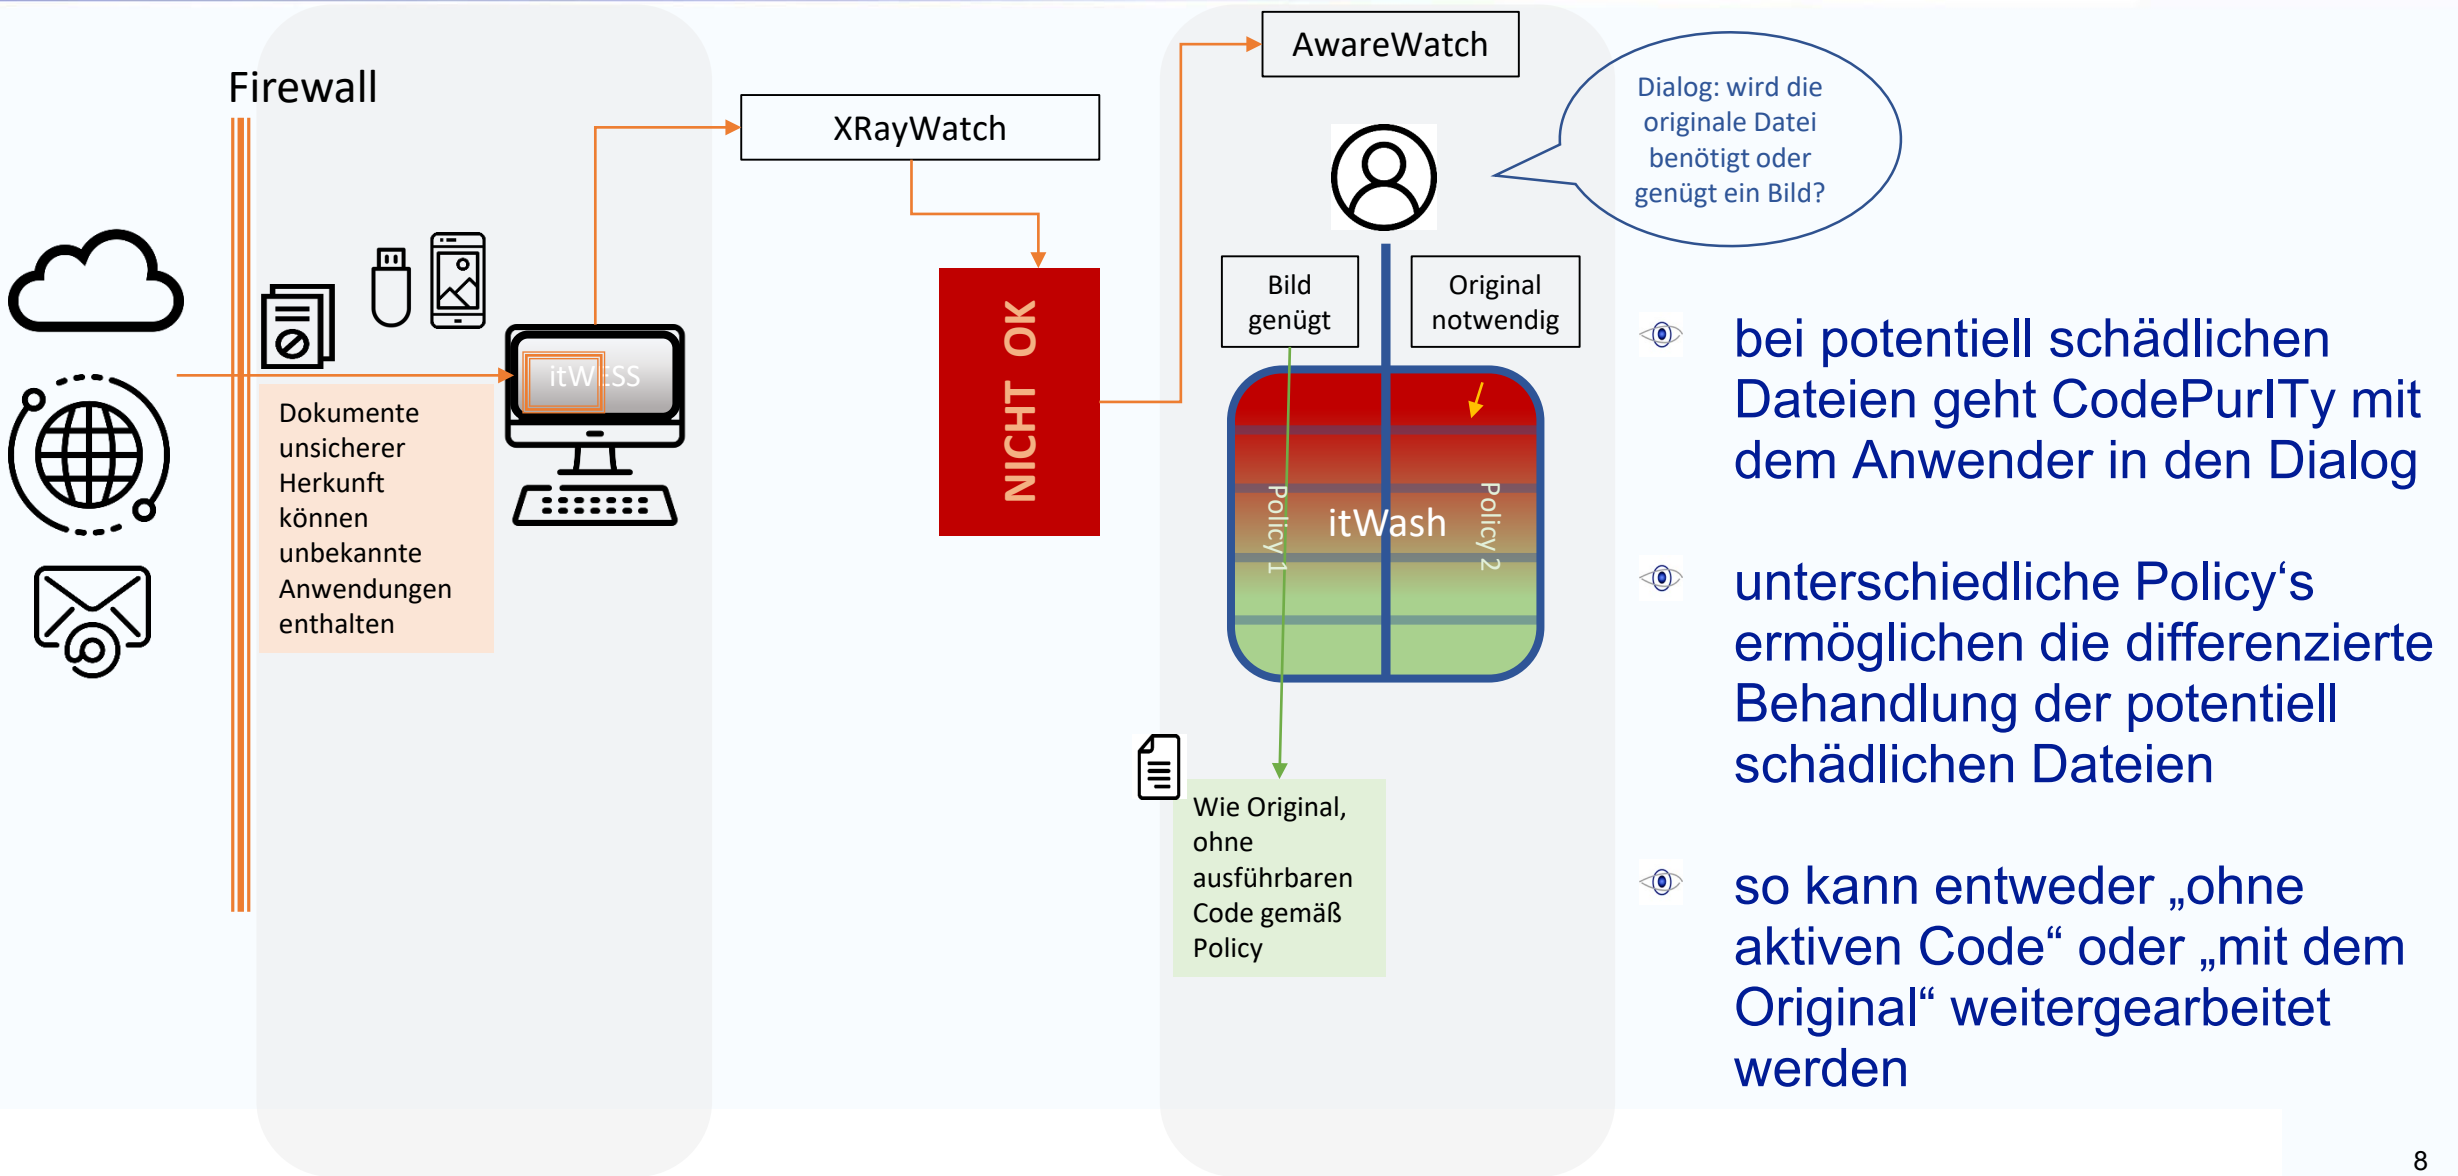 Firewall
Dokumente
unsicherer
Herkunft
können
unbekannte
Anwendungen
enthalten
itWESS
XRayWatch
NICHT OK
AwareWatch
Dialog: wird die
originale Datei
benötigt oder
genügt ein Bild?
Bild
genügt
Original
notwendig
Policy 1
itWash
Policy 2
Wie Original,
ohne
ausführbaren
Code gemäß
Policy
bei potentiell schädlichen
Dateien geht CodePurITy mit
dem Anwender in den Dialog
unterschiedliche Policy‘s
ermöglichen die differenzierte
Behandlung der potentiell
schädlichen Dateien
so kann entweder „ohne
aktiven Code“ oder „mit dem
Original“ weitergearbeitet
werden
8